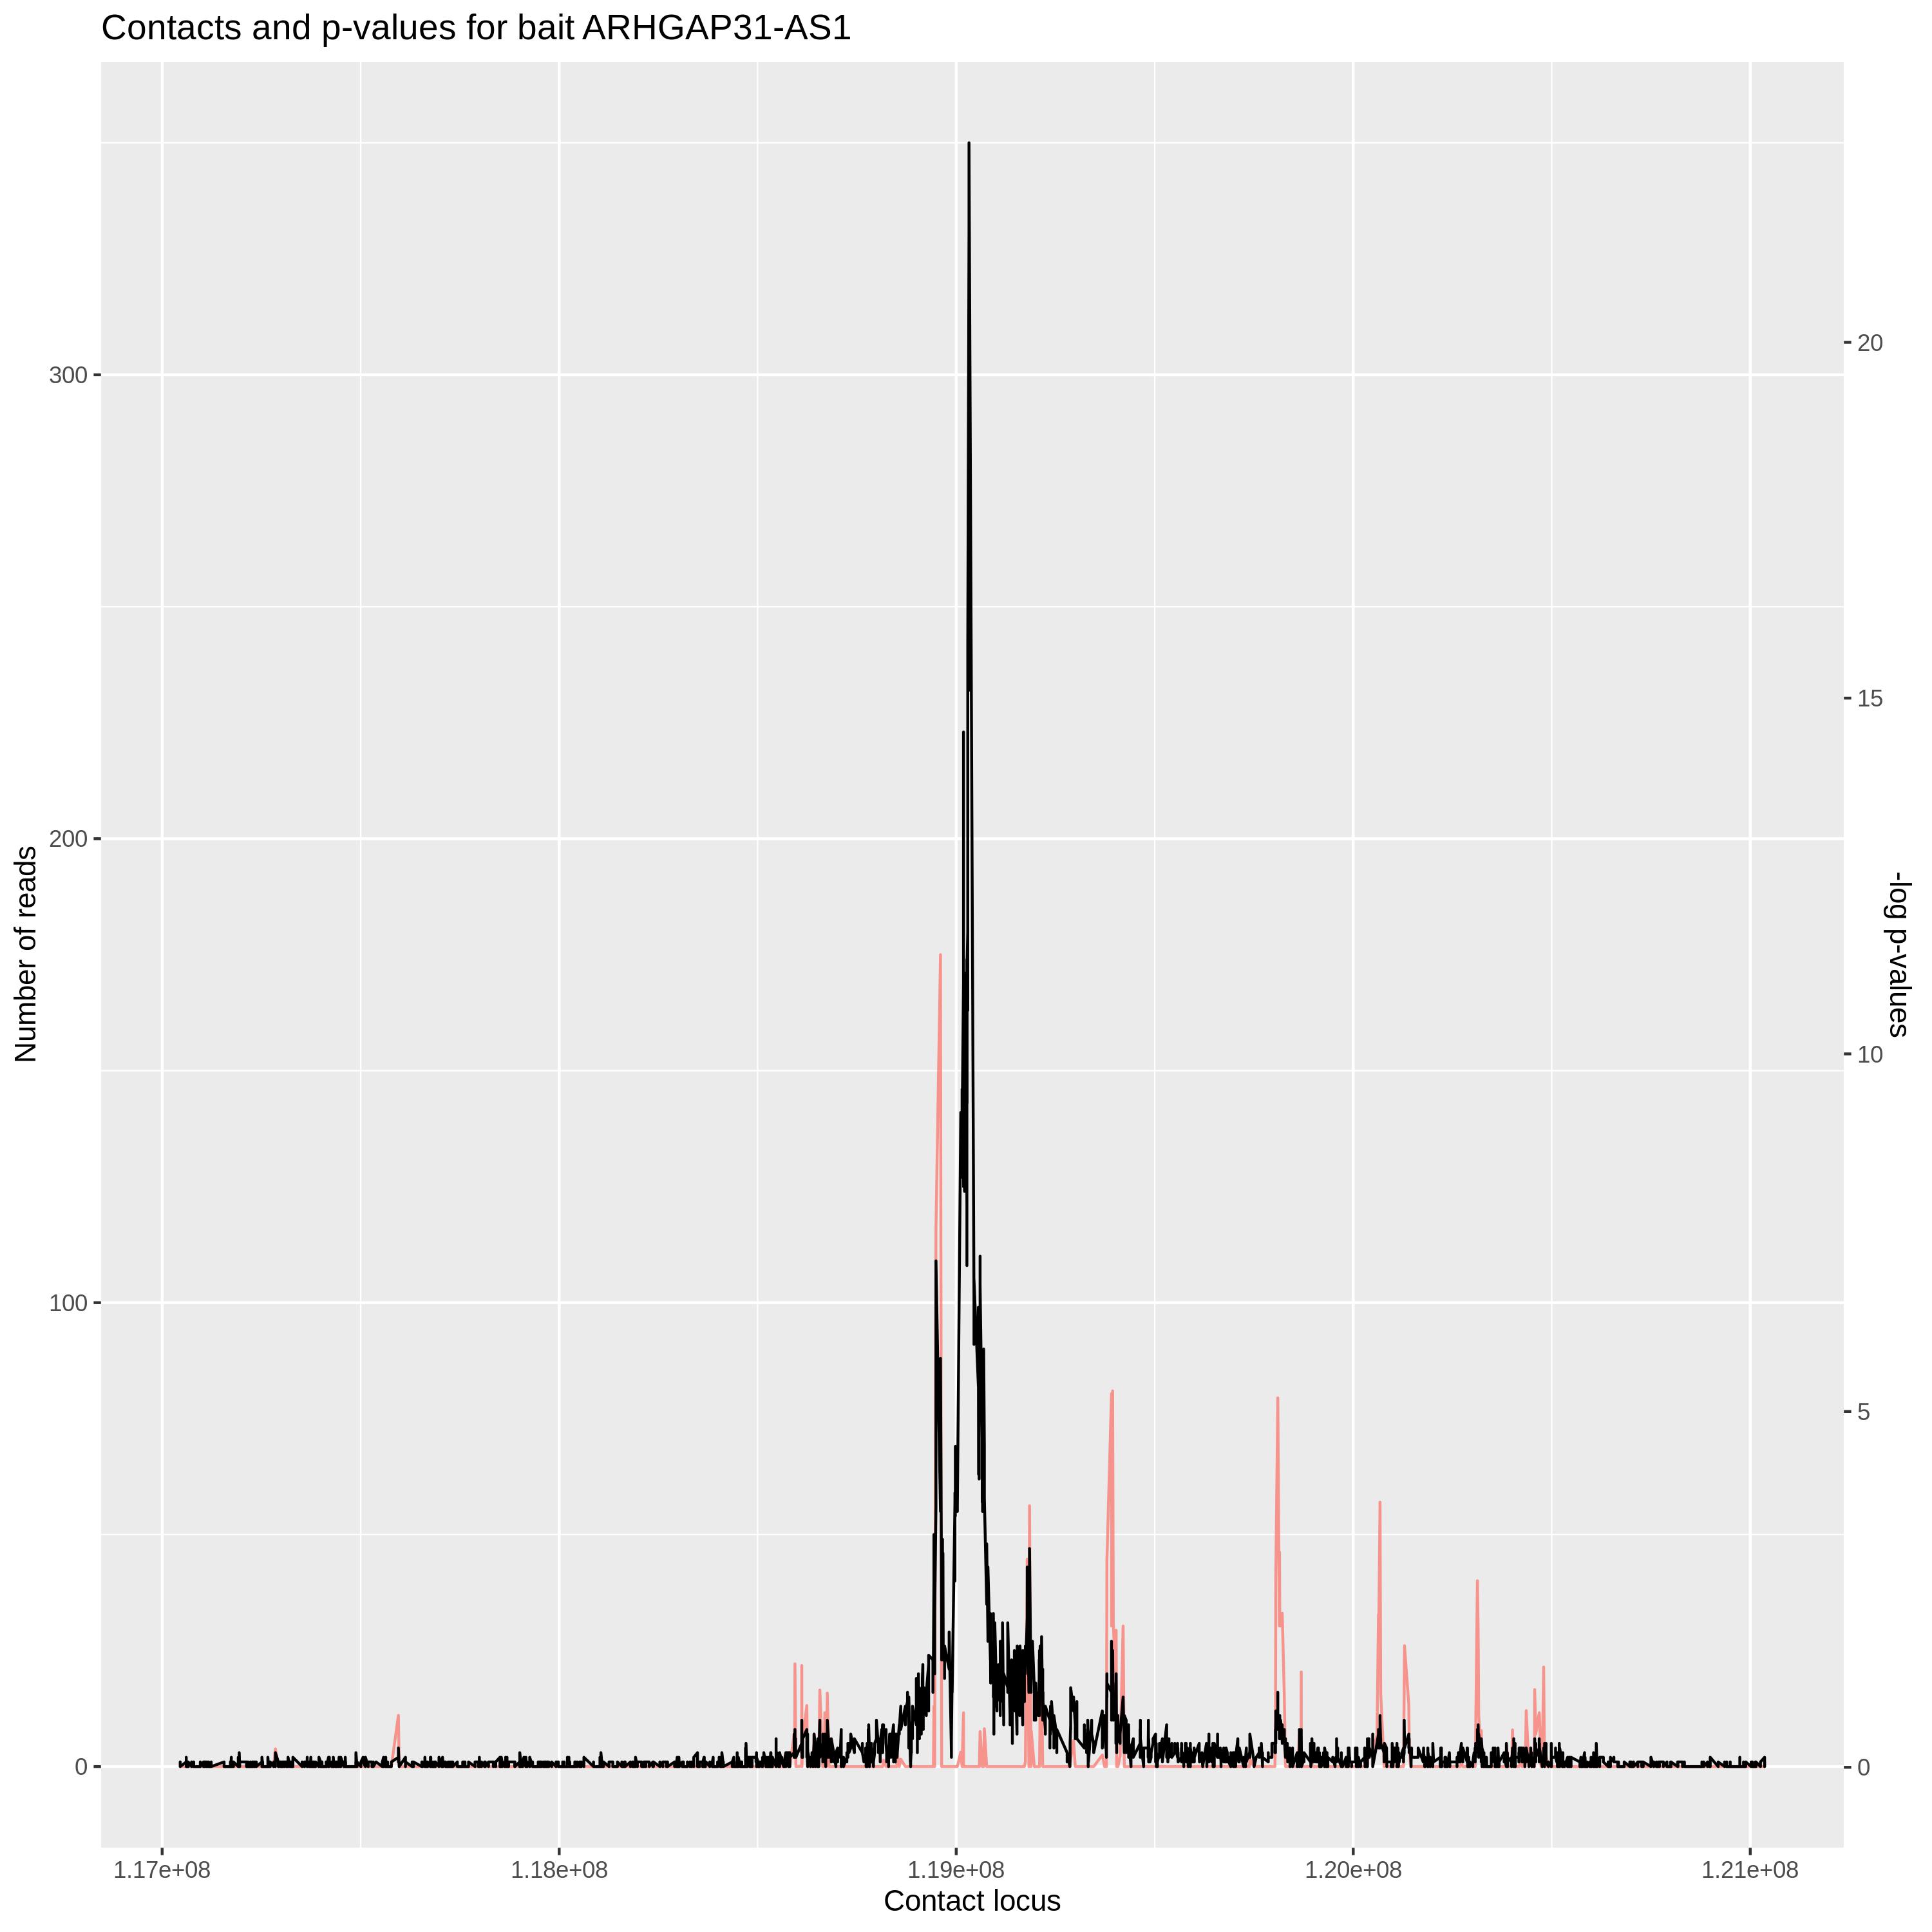 Contacts and p-values for bait ARHGAP31-AS1
300
200
100
0
Number of reads
20
15
10
5
0
-log p-values
1.17e+08
1.18e+08
1.19e+08
1.20e+08
1.21e+08
Contact locus